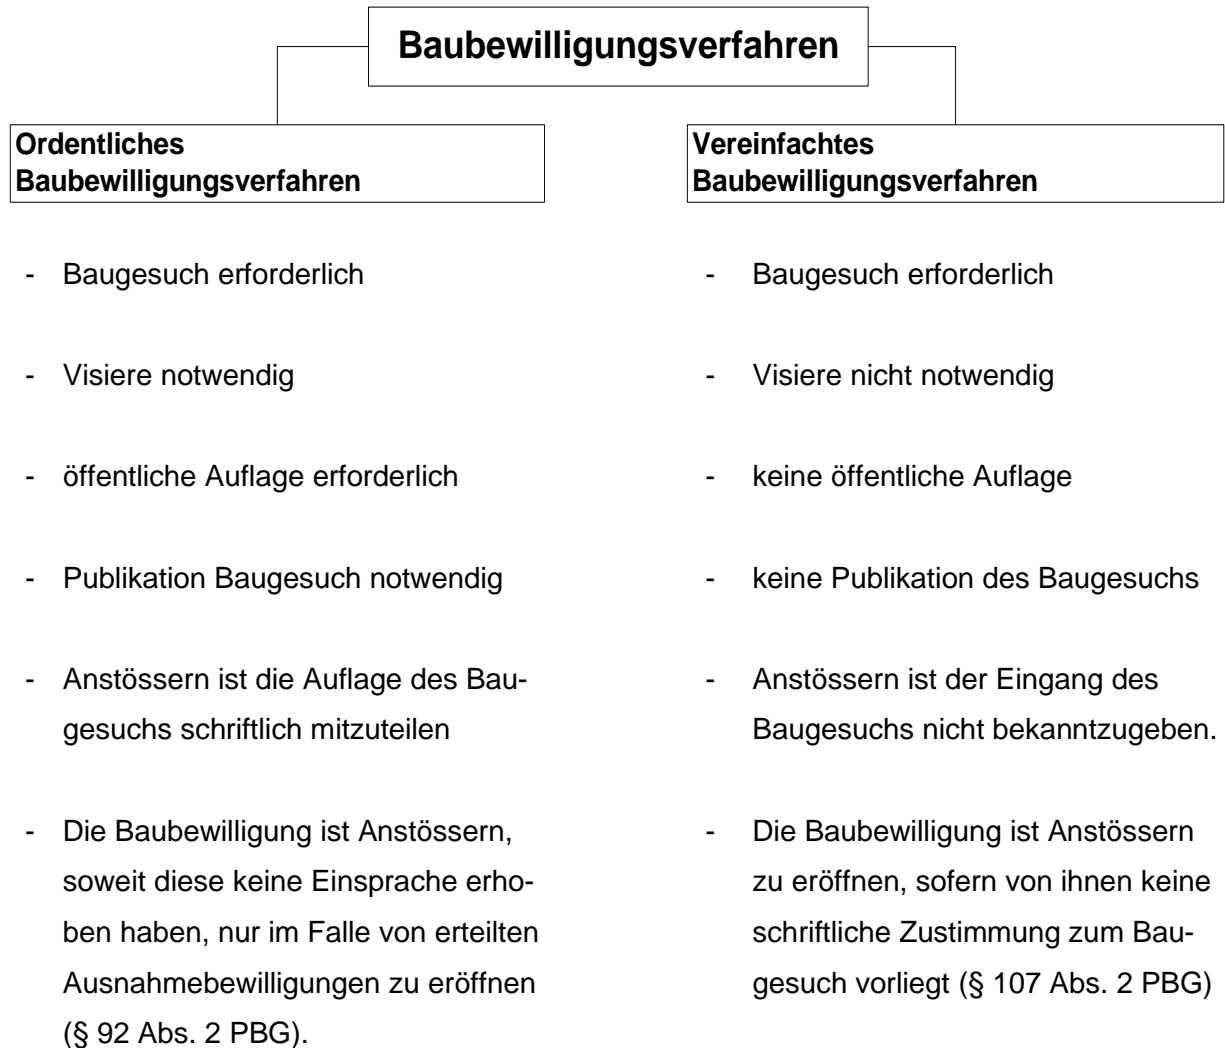 Baubewilligungsverfahren
Ordentliches
Baubewilligungsverfahren
- Baugesuch erforderlich
- Visiere notwendig
- öffentliche Auflage erforderlich
- Publikation Baugesuch notwendig
- Anstössern ist die Auflage des Bau-
gesuchs schriftlich mitzuteilen
- Die Baubewilligung ist Anstössern,
soweit diese keine Einsprache erho-
ben haben, nur im Falle von erteilten
Ausnahmebewilligungen zu eröffnen
(§ 92 Abs. 2 PBG).
Vereinfachtes
Baubewilligungsverfahren
- Baugesuch erforderlich
- Visiere nicht notwendig
- keine öffentliche Auflage
- keine Publikation des Baugesuchs
- Anstössern ist der Eingang des
Baugesuchs nicht bekanntzugeben.
- Die Baubewilligung ist Anstössern
zu eröffnen, sofern von ihnen keine
schriftliche Zustimmung zum Bau-
gesuch vorliegt (§ 107 Abs. 2 PBG)